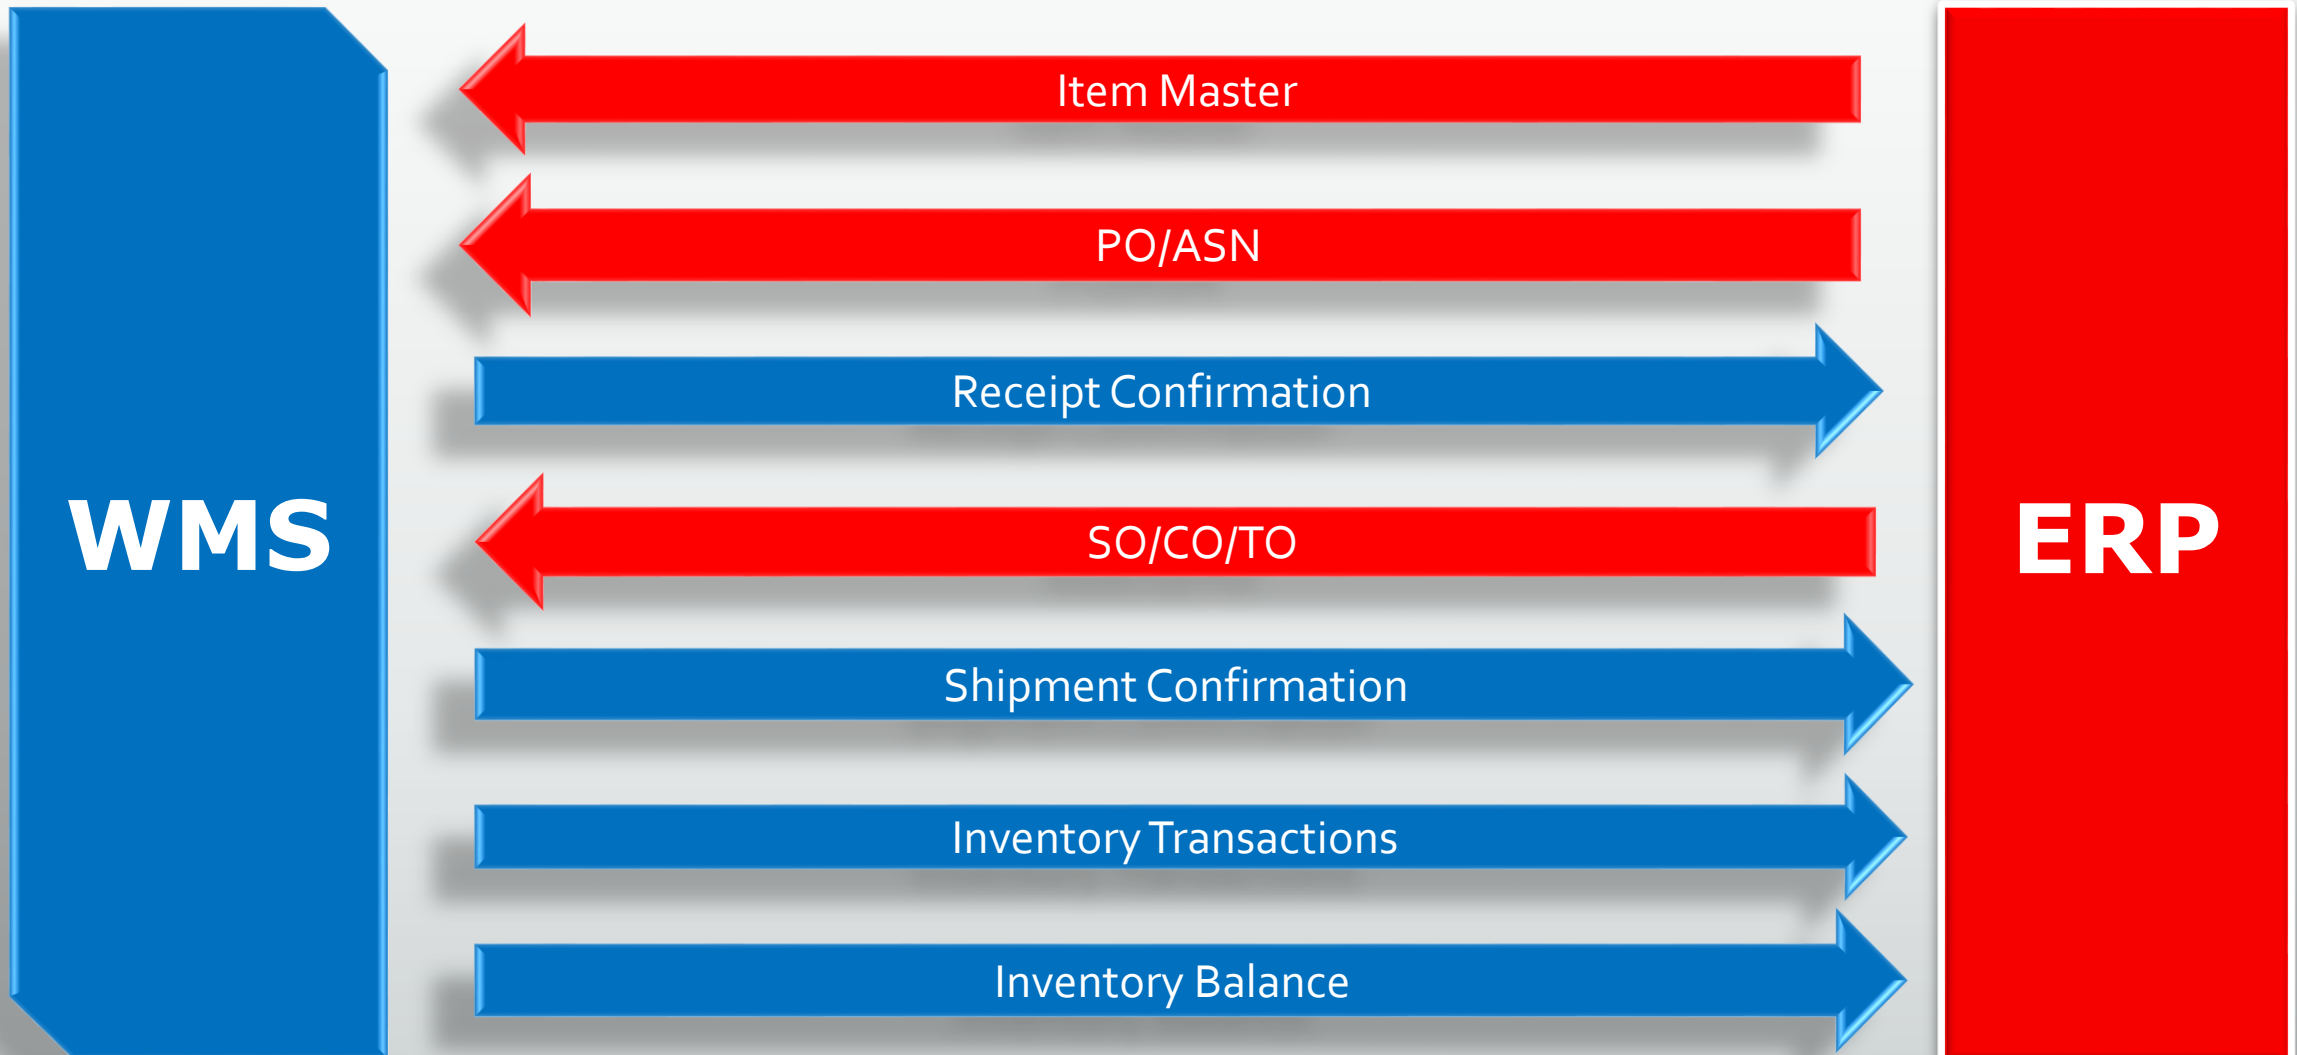 Item Master
PO/ASN
Receipt Confirmation
WMS
SO/CO/TO
ERP
Shipment Confirmation
Inventory Transactions
Inventory Balance